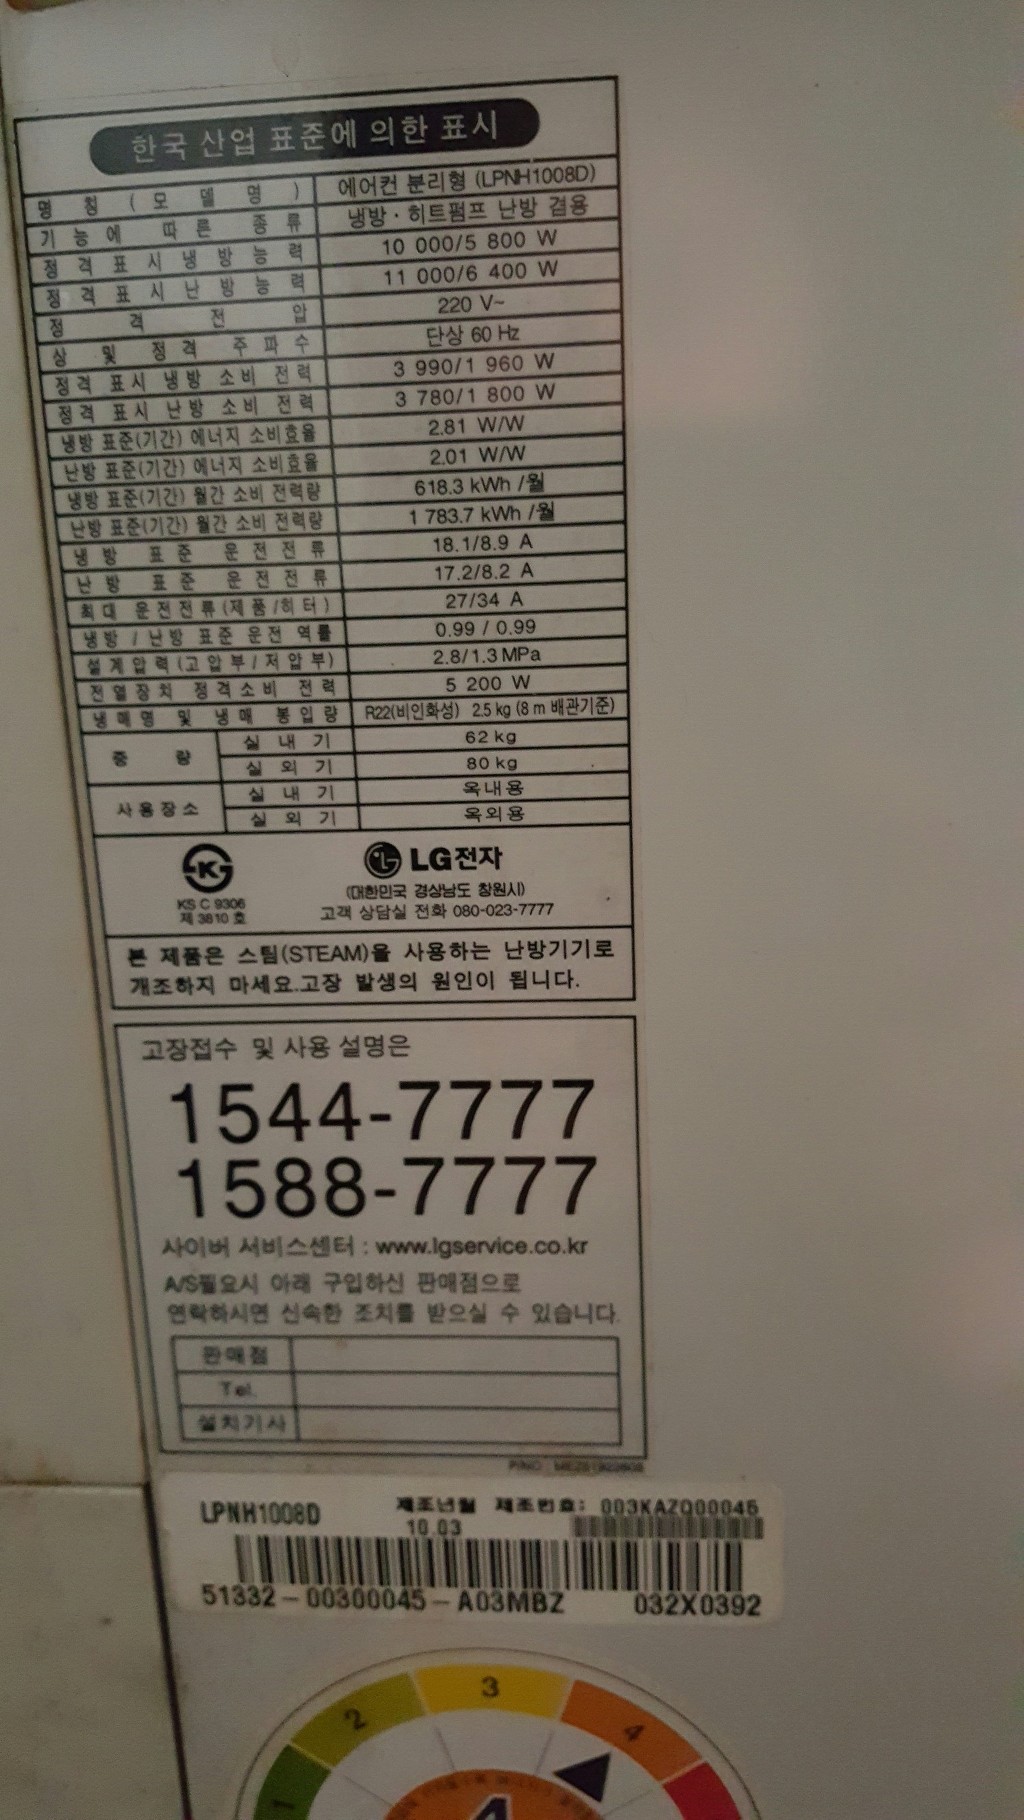 한국 산업 표준에 의한 표시
명 칭 ( 모 델 명 ) 에어컨 분리형 (LPNH1008D)
기 능 에 따 른 종 류 냉방 · 히트펌프 난방 겸용
정 격 표 시 냉 방 능 력 10 000/5 800 W
정 격 표 시 난 방 능 력 11 000/6 400 W
정 격 전 압 220 V~
상 및 정 격 주 파 수 단상 60 Hz
정격 표시 냉방 소비 전력 3 990/1 960 W
정격 표시 난방 소비 전력 3 780/1 800 W
냉방 표준(기간) 에너지 소비효율 2.81 W/W
난방 표준(기간) 에너지 소비효율 2.01 W/W
냉방 표준(기간) 월간 소비 전력량 618.3 kWh /월
난방 표준(기간) 월간 소비 전력량 1 783.7 kWh /월
냉 방 표 준 운 전 전 류 18.1/8.9 A
난 방 표 준 운 전 전 류 17.2/8.2 A
최 대 운 전 전 류 ( 제 품 / 히 터 ) 27/34 A
냉방 / 난방 표준 운전 역률 0.99 / 0.99
설 계 압 력 ( 고 압 부 / 저 압 부 ) 2.8/1.3 MPa
전 열 장 치 정 격 소 비 전 력 5 200 W
냉 매 명 및 냉 매 봉 입 량 R22(비인화성) 2.5 kg (8 m 배관기준)
중 량 실 내 기 62 kg
실 외 기 80 kg
사 용 장 소 실 내 기 옥내용
실 외 기 옥외용
K
KS C 9306
제 3810 호
LG전자
(대한민국 경상남도 창원시)
고객 상담실 전화 080-023-7777
본 제품은 스팀(STEAM)을 사용하는 난방기기로
개조하지 마세요.고장 발생의 원인이 됩니다.
고장접수 및 사용 설명은
1544-7777
1588-7777
사이버 서비스센터 : www.lgservice.co.kr
A/S필요시 아래 구입하신 판매점으로
연락하시면 신속한 조치를 받으실 수 있습니다.
판매점
Tel.
설치기사
LPNH1008D 제조년월 제조번호: 003KAZQ00045
10.03
51332-00300045-A03MBZ 032X0392
1 2 3 4
4